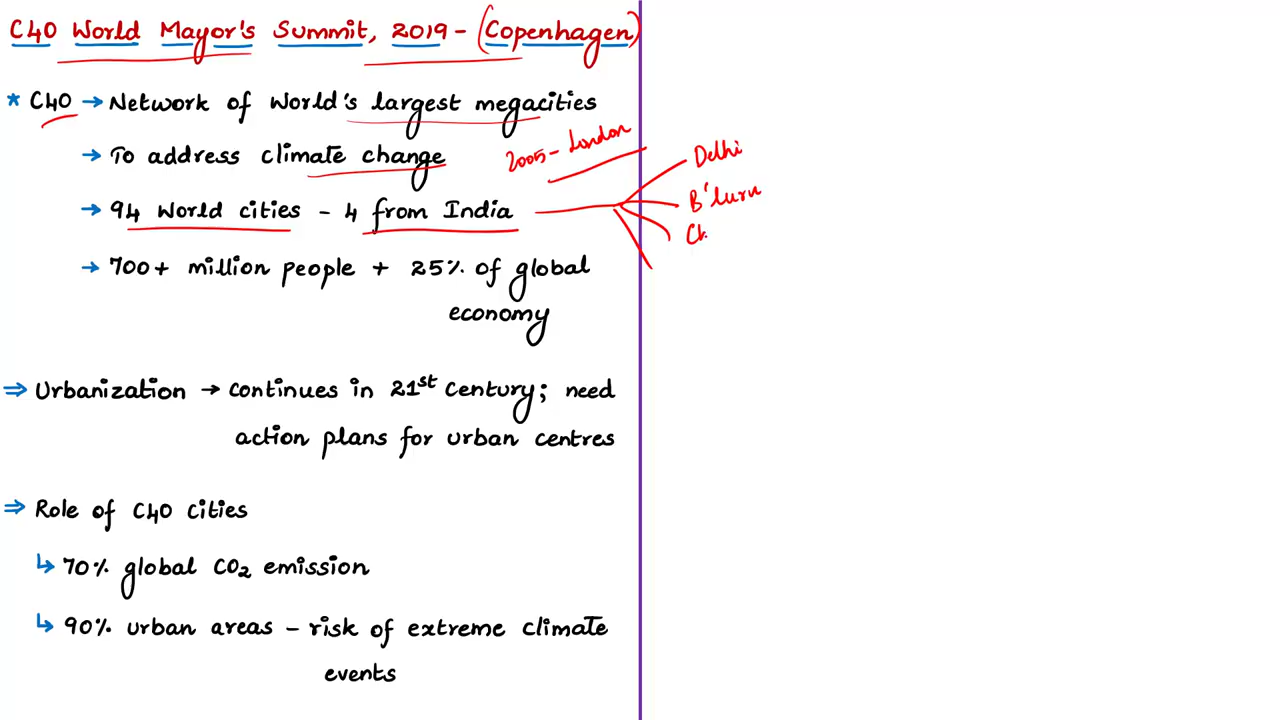 C40 World Mayor's Summit, 2019 - (Copenhagen)
* C40 → Network of World's largest megacities
→ To address climate change
2005 - London
→ 94 World cities - 4 from India
Delhi
B'luru
→ 700+ million people + 25% of global economy
⇒ Urbanization → continues in 21st century; need action plans for urban centres
⇒ Role of C40 cities
↳ 70% global CO₂ emission
↳ 90% urban areas - risk of extreme climate events